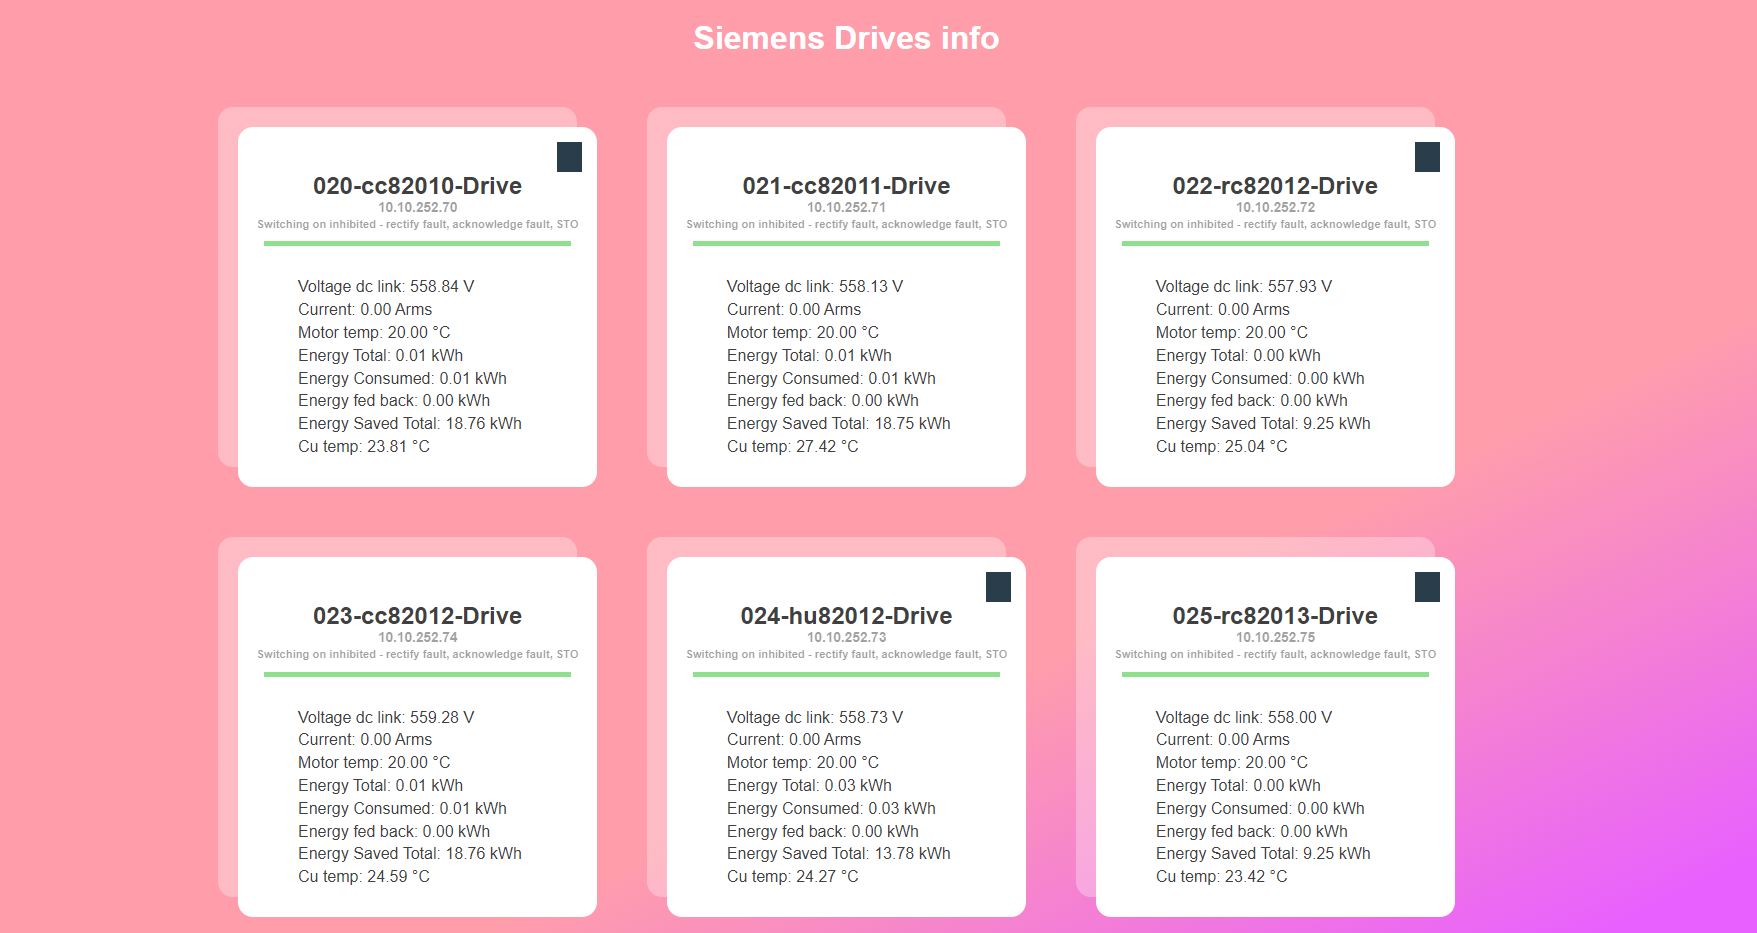 Siemens Drives info
020-cc82010-Drive
10.10.252.70
Switching on inhibited - rectify fault, acknowledge fault, STO
Voltage dc link: 558.84 V
Current: 0.00 Arms
Motor temp: 20.00 °C
Energy Total: 0.01 kWh
Energy Consumed: 0.01 kWh
Energy fed back: 0.00 kWh
Energy Saved Total: 18.76 kWh
Cu temp: 23.81 °C
021-cc82011-Drive
10.10.252.71
Switching on inhibited - rectify fault, acknowledge fault, STO
Voltage dc link: 558.13 V
Current: 0.00 Arms
Motor temp: 20.00 °C
Energy Total: 0.01 kWh
Energy Consumed: 0.01 kWh
Energy fed back: 0.00 kWh
Energy Saved Total: 18.75 kWh
Cu temp: 27.42 °C
022-rc82012-Drive
10.10.252.72
Switching on inhibited - rectify fault, acknowledge fault, STO
Voltage dc link: 557.93 V
Current: 0.00 Arms
Motor temp: 20.00 °C
Energy Total: 0.00 kWh
Energy Consumed: 0.00 kWh
Energy fed back: 0.00 kWh
Energy Saved Total: 9.25 kWh
Cu temp: 25.04 °C
023-cc82012-Drive
10.10.252.74
Switching on inhibited - rectify fault, acknowledge fault, STO
Voltage dc link: 559.28 V
Current: 0.00 Arms
Motor temp: 20.00 °C
Energy Total: 0.01 kWh
Energy Consumed: 0.01 kWh
Energy fed back: 0.00 kWh
Energy Saved Total: 18.76 kWh
Cu temp: 24.59 °C
024-hu82012-Drive
10.10.252.73
Switching on inhibited - rectify fault, acknowledge fault, STO
Voltage dc link: 558.73 V
Current: 0.00 Arms
Motor temp: 20.00 °C
Energy Total: 0.03 kWh
Energy Consumed: 0.03 kWh
Energy fed back: 0.00 kWh
Energy Saved Total: 13.78 kWh
Cu temp: 24.27 °C
025-rc82013-Drive
10.10.252.75
Switching on inhibited - rectify fault, acknowledge fault, STO
Voltage dc link: 558.00 V
Current: 0.00 Arms
Motor temp: 20.00 °C
Energy Total: 0.00 kWh
Energy Consumed: 0.00 kWh
Energy fed back: 0.00 kWh
Energy Saved Total: 9.25 kWh
Cu temp: 23.42 °C